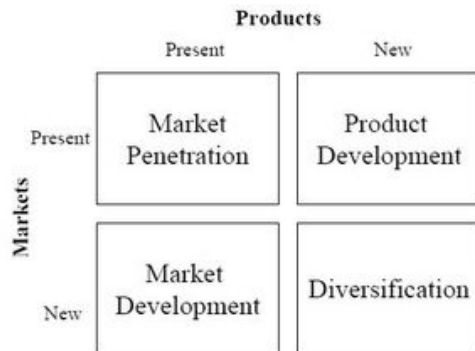 Products
Present New
Present
Market
Penetration
Product
Development
Markets
New
Market
Development
Diversification